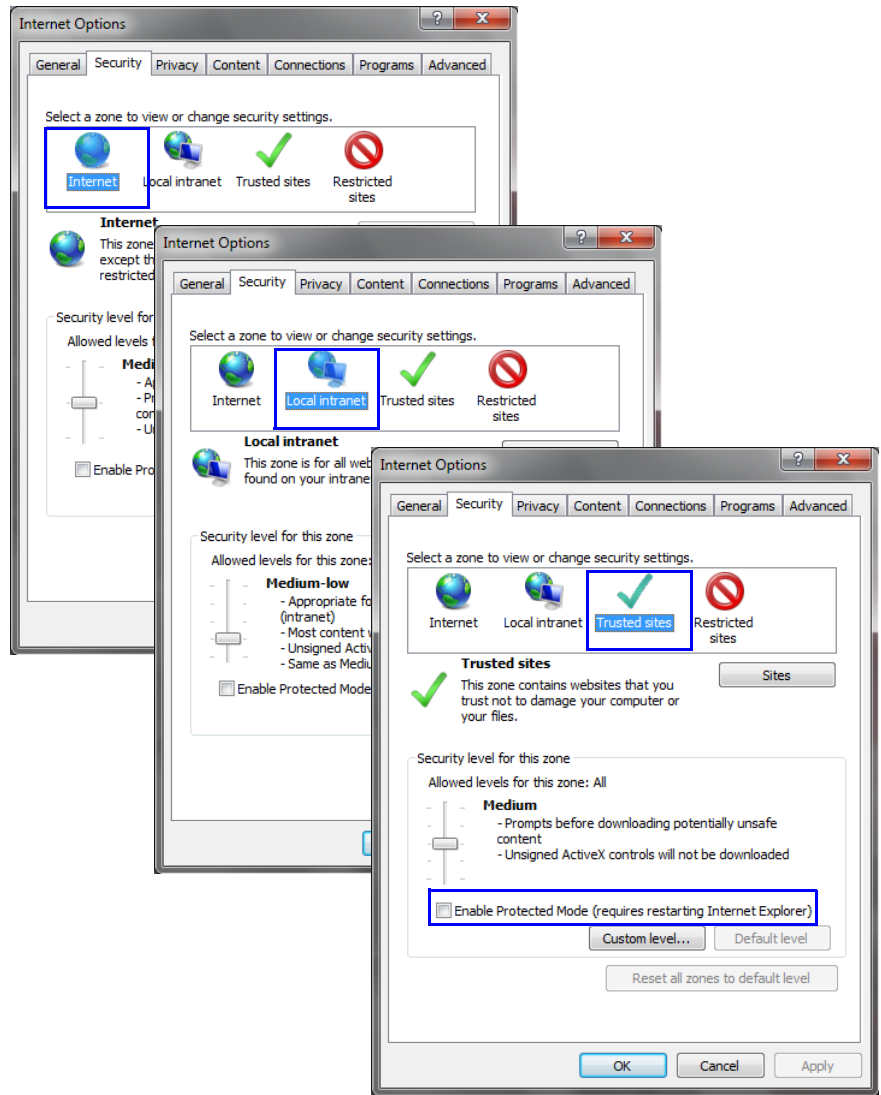 Internet Options
?
X
General Security Privacy Content Connections Programs Advanced
Select a zone to view or change security settings.
Internet Local intranet Trusted sites Restricted
sites
Internet
This zone
except th
restricted
Security level for
Allowed levels f
Medi
- A
- Pr
con
- U
Enable Pro
Internet Options
?
X
General Security Privacy Content Connections Programs Advanced
Select a zone to view or change security settings.
Internet Local intranet Trusted sites Restricted
sites
Local intranet
This zone is for all web
found on your intrane
Security level for this zone
Allowed levels for this zone:
Medium-low
- Appropriate fo
(intranet)
- Most content w
- Unsigned Activ
- Same as Mediu
Enable Protected Mode
Internet Options
?
X
General Security Privacy Content Connections Programs Advanced
Select a zone to view or change security settings.
Internet Local intranet Trusted sites Restricted
sites
Trusted sites
This zone contains websites that you
trust not to damage your computer or
your files.
Sites
Security level for this zone
Allowed levels for this zone: All
Medium
- Prompts before downloading potentially unsafe
content
- Unsigned ActiveX controls will not be downloaded
Enable Protected Mode (requires restarting Internet Explorer)
Custom level... Default level
Reset all zones to default level
OK Cancel Apply